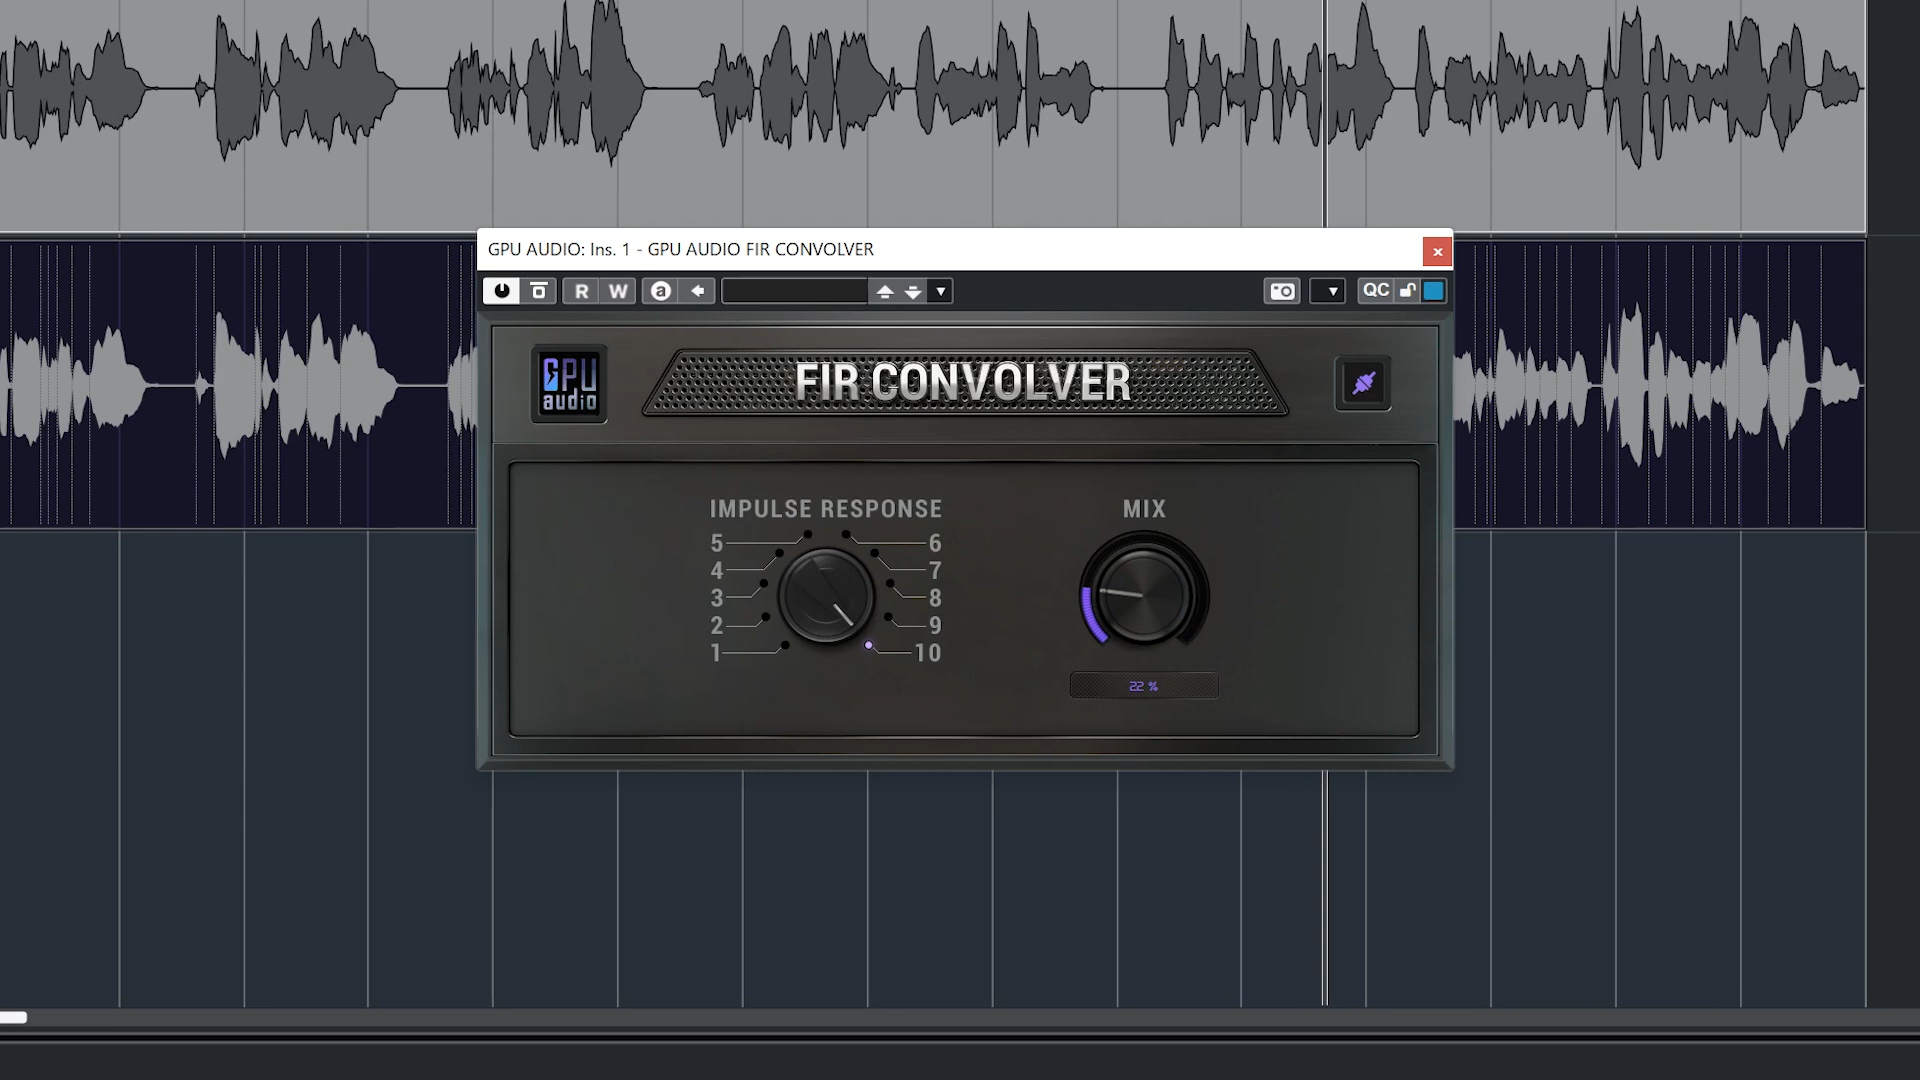 GPU AUDIO: Ins. 1 - GPU AUDIO FIR CONVOLVER
R W a QC
GPU
audio
FIR CONVOLVER
IMPULSE RESPONSE
MIX
5 6
4 7
3 8
2 9
1 10
22 %